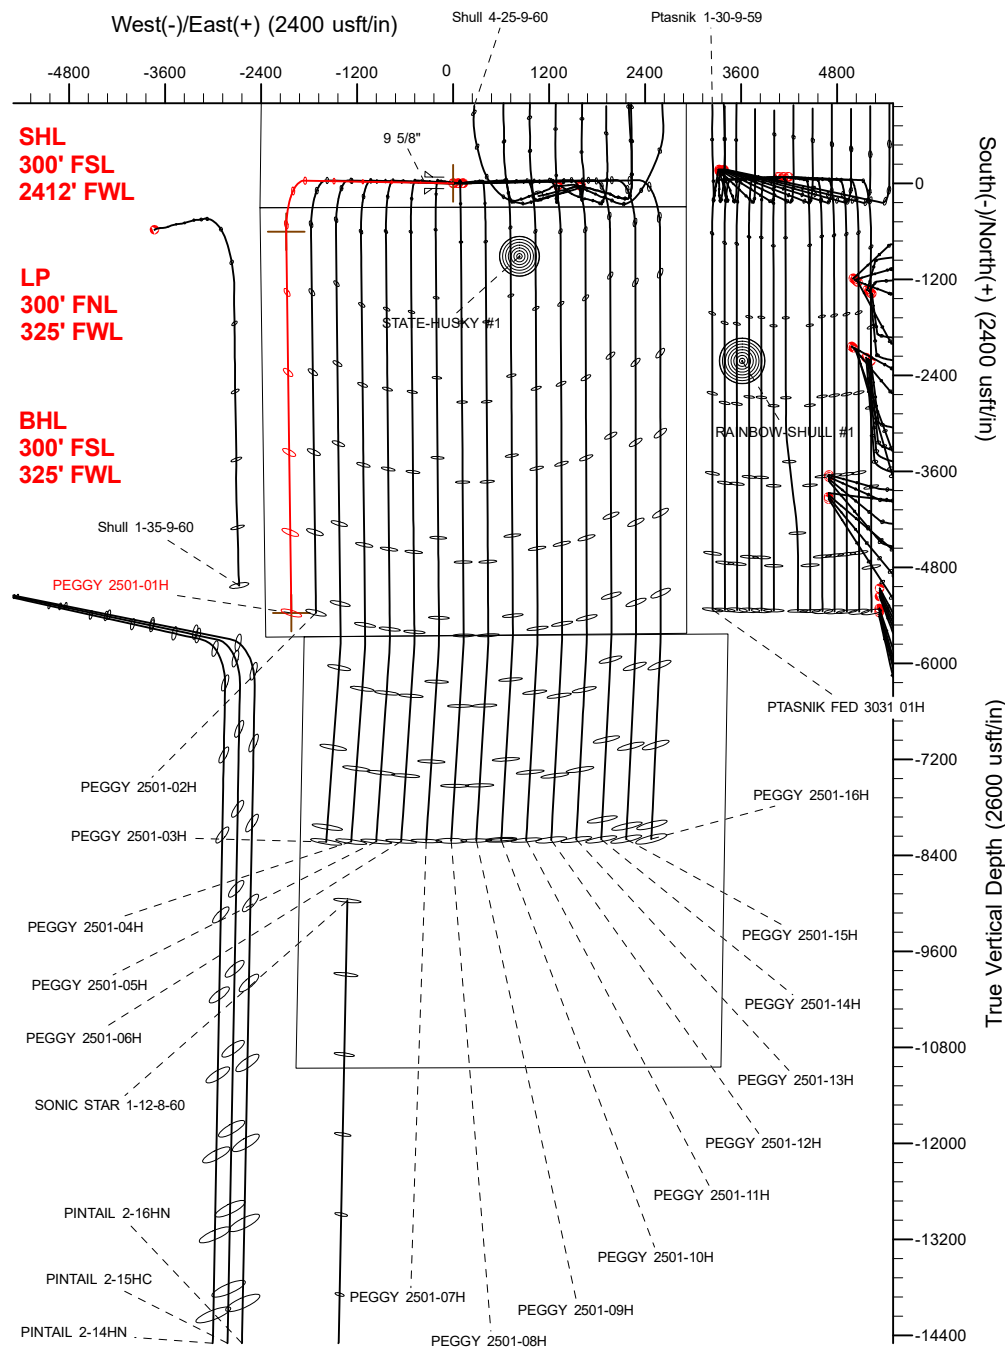 Shull 4-25-9-60
Ptasnik 1-30-9-59
West(-)/East(+) (2400 usft/in)
-4800
-3600
-2400
-1200
0
1200
2400
3600
4800
SHL
300' FSL
2412' FWL
9 5/8"
0
South(-)/North(+) (2400 usft/in)
LP
300' FNL
325' FWL
-1200
STATE-HUSKY #1
-2400
BHL
300' FSL
325' FWL
RAINBOW-SHULL #1
-3600
Shull 1-35-9-60
-4800
PEGGY 2501-01H
-6000
PTASNIK FED 3031 01H
-7200
True Vertical Depth (2600 usft/in)
PEGGY 2501-02H
PEGGY 2501-16H
PEGGY 2501-03H
-8400
PEGGY 2501-04H
PEGGY 2501-15H
-9600
PEGGY 2501-05H
PEGGY 2501-14H
PEGGY 2501-06H
-10800
PEGGY 2501-13H
SONIC STAR 1-12-8-60
-12000
PEGGY 2501-12H
PEGGY 2501-11H
PINTAIL 2-16HN
-13200
PEGGY 2501-10H
PINTAIL 2-15HC
PEGGY 2501-07H
PEGGY 2501-09H
PINTAIL 2-14HN
PEGGY 2501-08H
-14400